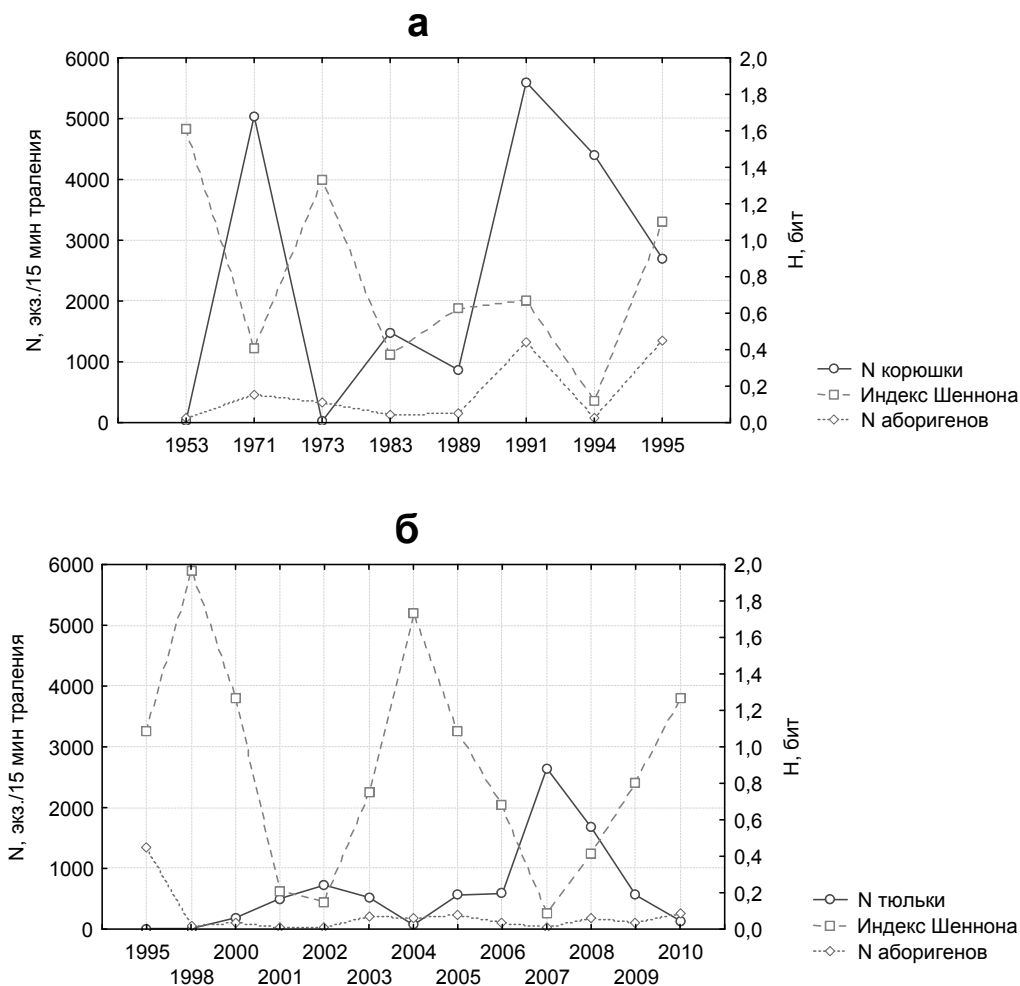 а
6000
5000
4000
3000
2000
1000
0
N, экз./15 мин траления
2,0
1,8
1,6
1,4
1,2
1,0
0,8
0,6
0,4
0,2
0,0
Н, бит
1953 1971 1973 1983 1989 1991 1994 1995
N корюшки
Индекс Шеннона
N аборигенов
б
6000
5000
4000
3000
2000
1000
0
N, экз./15 мин траления
2,0
1,8
1,6
1,4
1,2
1,0
0,8
0,6
0,4
0,2
0,0
Н, бит
1995 2000 2002 2004 2006 2008 2010
1998 2001 2003 2005 2007 2009
N тюльки
Индекс Шеннона
N аборигенов